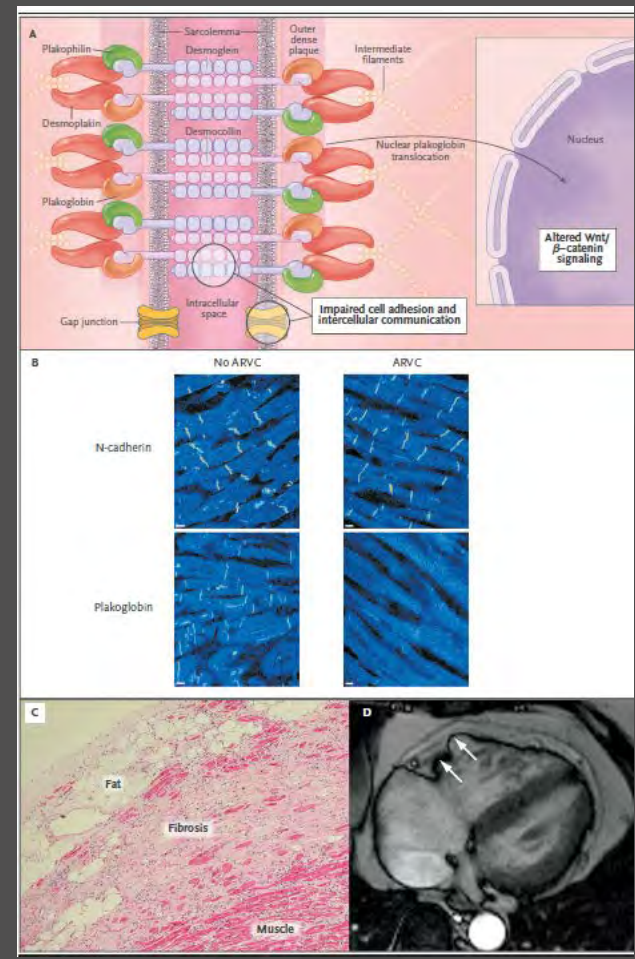 A
Sarcolemma
Outer
dense
plaque
Plakophilin
Desmoglein
Intermediate
filaments
Desmoplakin
Desmocollin
Nuclear plakoglobin
translocation
Nucleus
Plakoglobin
Altered Wnt/
β-catenin
signaling
Intracellular
space
Impaired cell adhesion and
intercellular communication
Gap junction
B
No ARVC
ARVC
N-cadherin
Plakoglobin
C
Fat
Fibrosis
Muscle
D